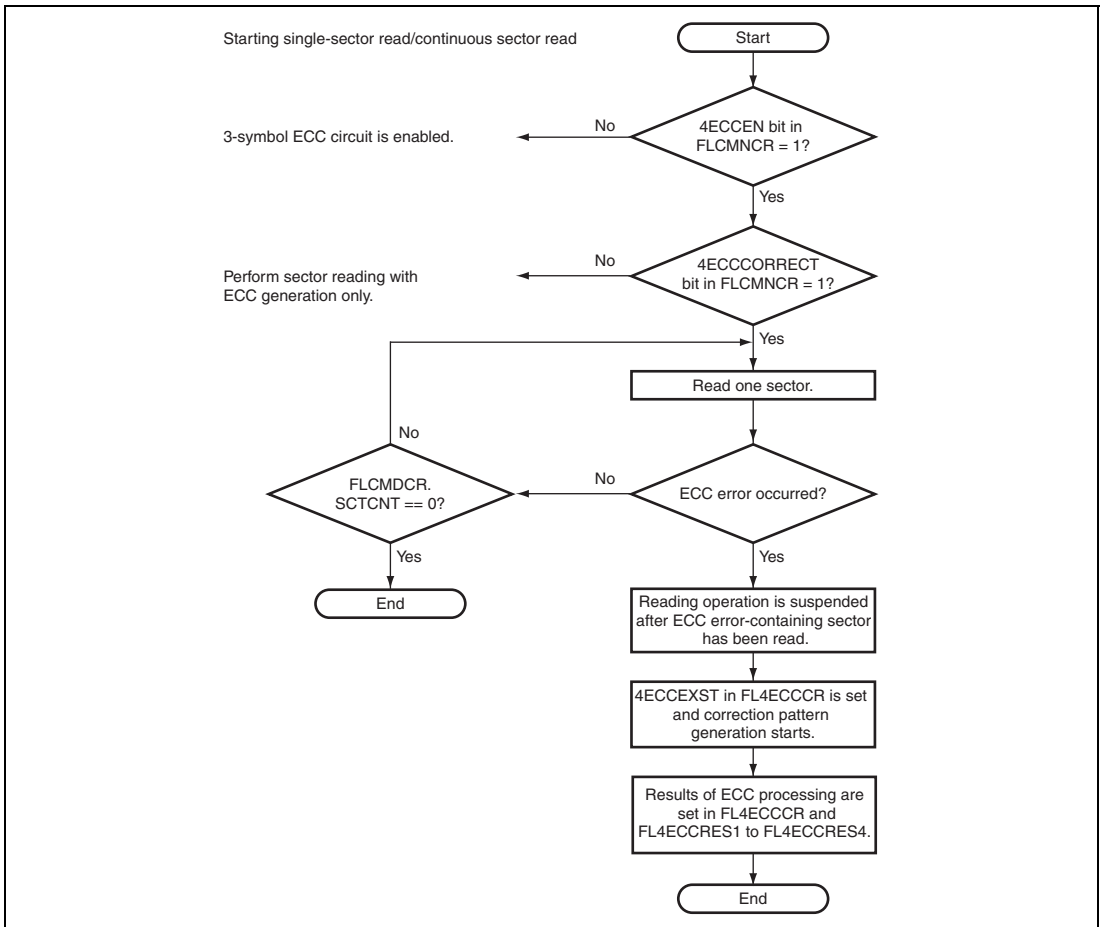 Starting single-sector read/continuous sector read
Start
No
4ECCEN bit in
FLCMNCR = 1?
3-symbol ECC circuit is enabled.
Yes
No
4ECCCORRECT
bit in FLCMNCR = 1?
Perform sector reading with
ECC generation only.
Yes
Read one sector.
No
FLCMDCR.
SCTCNT == 0?
No
ECC error occurred?
Yes
Yes
End
Reading operation is suspended
after ECC error-containing sector
has been read.
4ECCEXST in FL4ECCCR is set
and correction pattern
generation starts.
Results of ECC processing are
set in FL4ECCCR and
FL4ECCRES1 to FL4ECCRES4.
End